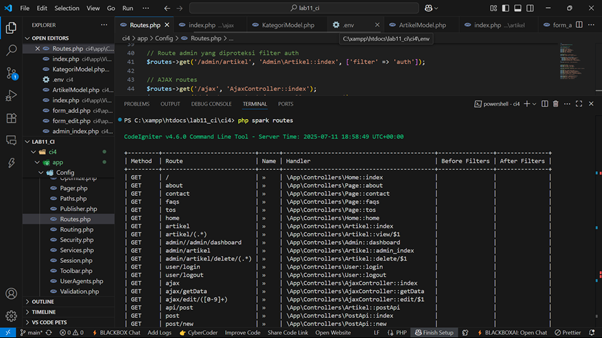 File Edit Selection View Go Run ··· lab11_ci
EXPLORER
OPEN EDITORS
Routes.php ci4\app\C...
index.php ci4\app\Vi...
KategoriModel.php...
.env ci4
ArtikelModel.php ci4...
index.php ci4\app\Vi...
form_add.php ci4\...
form_edit.php ci4\ap...
admin_index.php ci4...
LAB11_CI
ci4
app
Config
Optimize.php
Pager.php
Paths.php
Publisher.php
Routes.php
Routing.php
Security.php
Services.php
Session.php
Toolbar.php
UserAgents.php
Validation.php
OUTLINE
TIMELINE
VS CODE PETS
Routes.php index.php ...\ajax KategoriModel.php .env ArtikelModel.php index.php ...\artikel form_a
ci4 > app > Config > Routes.php > ...
C:\xampp\htdocs\lab11_ci\ci4\.env
39
40 // Route admin yang diproteksi filter auth
41 $routes->get('/admin/artikel', 'Admin\Artikel::index', ['filter' => 'auth']);
42
43 // AJAX routes
44 $routes->get('/ajax', 'AjaxController::index');
PROBLEMS OUTPUT DEBUG CONSOLE TERMINAL PORTS powershell - ci4
PS C:\xampp\htdocs\lab11_ci\ci4> php spark routes
CodeIgniter v4.6.0 Command Line Tool - Server Time: 2025-07-11 18:58:49 UTC+00:00
| Method | Route | Name | Handler | Before Filters | After Filters |
| GET | / | » | \App\Controllers\Home::index
| GET | about | » | \App\Controllers\Page::about
| GET | contact | » | \App\Controllers\Page::contact
| GET | faqs | » | \App\Controllers\Page::faqs
| GET | tos | » | \App\Controllers\Page::tos
| GET | home | » | \App\Controllers\Page::home
| GET | artikel | » | \App\Controllers\Artikel::index
| GET | artikel/(.*) | » | \App\Controllers\Artikel::view/$1
| GET | admin//admin/dashboard | » | \App\Controllers\Admin::dashboard
| GET | admin/artikel | » | \App\Controllers\Artikel::admin_index
| GET | admin/artikel/delete/(.*) | » | \App\Controllers\Artikel::delete/$1
| GET | user/login | » | \App\Controllers\User::login
| GET | user/logout | » | \App\Controllers\User::logout
| GET | ajax | » | \App\Controllers\AjaxController::index
| GET | ajax/getData | » | \App\Controllers\AjaxController::getData
| GET | ajax/edit/([0-9]+) | » | \App\Controllers\AjaxController::edit/$1
| GET | api/post | » | \App\Controllers\Artikel::postApi
| GET | post | » | \App\Controllers\PostApi::index
| GET | post/new | » | \App\Controllers\PostApi::new
main* 0 0 BLACKBOX Chat Add Logs CyberCoder Improve Code Share Code Link Open Website LF PHP Finish Setup BLACKBOXAI: Open Chat Prettier